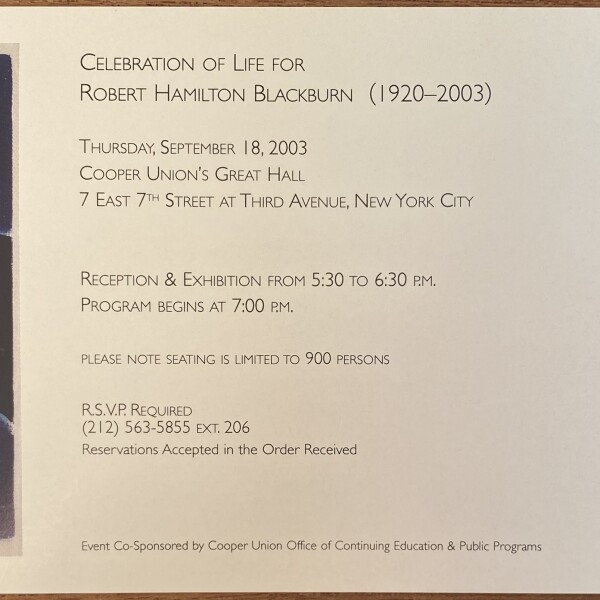 Celebration of Life for
Robert Hamilton Blackburn (1920–2003)
Thursday, September 18, 2003
Cooper Union's Great Hall
7 East 7th Street at Third Avenue, New York City
Reception & Exhibition from 5:30 to 6:30 p.m.
Program begins at 7:00 p.m.
please note seating is limited to 900 persons
R.S.V.P. Required
(212) 563-5855 ext. 206
Reservations Accepted in the Order Received
Event Co-Sponsored by Cooper Union Office of Continuing Education & Public Programs